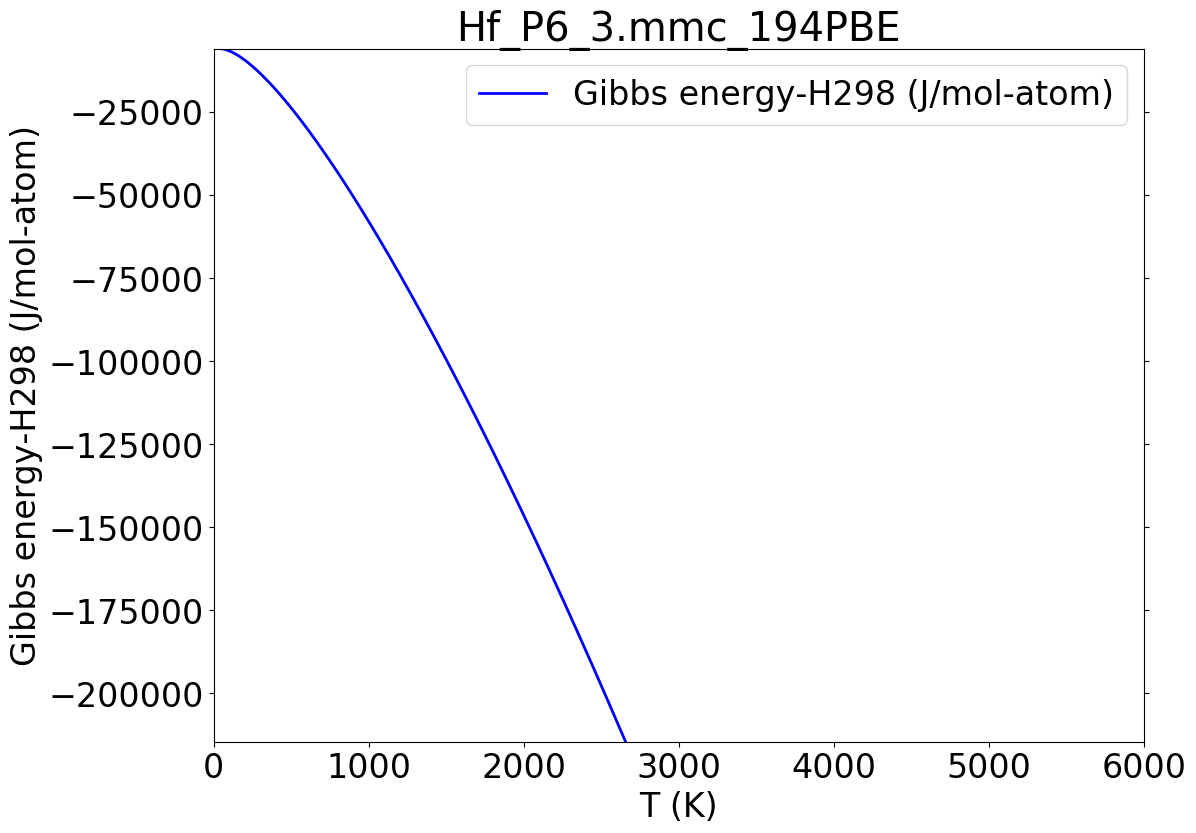 Hf_P6_3.mmc_194PBE
Gibbs energy-H298 (J/mol-atom)
Gibbs energy-H298 (J/mol-atom)
−25000
−50000
−75000
−100000
−125000
−150000
−175000
−200000
0 1000 2000 3000 4000 5000 6000
T (K)